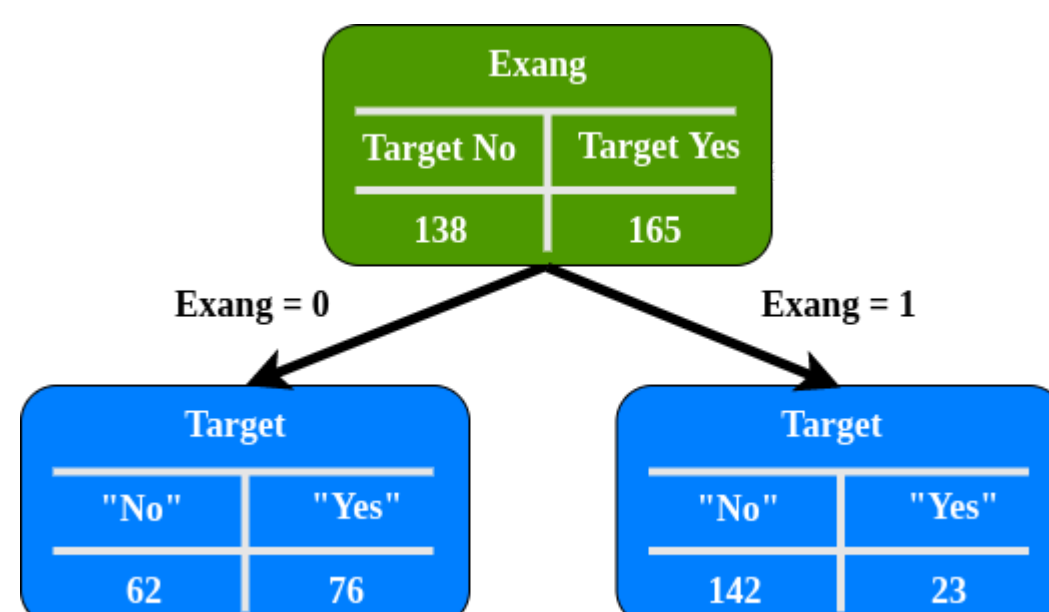 Exang
Target No Target Yes
138 165
Exang = 0 Exang = 1
Target Target
"No" "Yes" "No" "Yes"
62 76 142 23